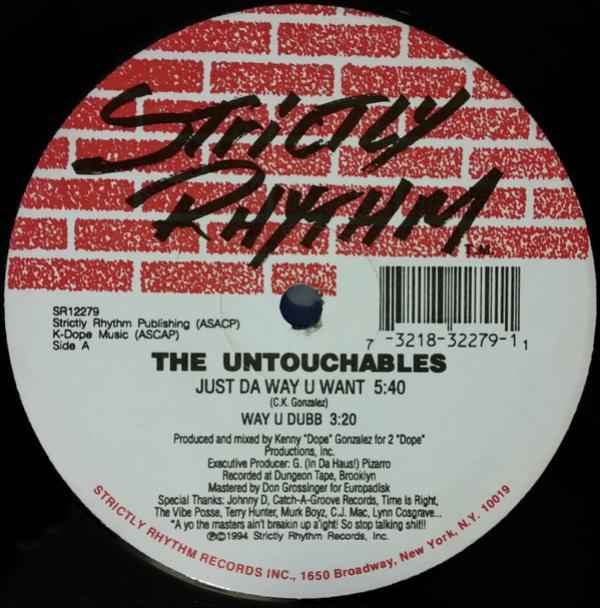 STRICTLY
RHYTHM
T.M.
SR12279
Strictly Rhythm Publishing (ASACP)
K-Dope Music (ASCAP)
Side A
7 -3218-32279-1 1
THE UNTOUCHABLES
JUST DA WAY U WANT 5:40
(C.K. Gonzalez)
WAY U DUBB 3:20
Produced and mixed by Kenny "Dope" Gonzalez for 2 "Dope"
Productions, Inc.
Executive Producer: G. (In Da Haus!) Pizarro
Recorded at Dungeon Tape, Brooklyn
Mastered by Don Grossinger for Europadisk
Special Thanks: Johnny D, Catch-A-Groove Records, Time Is Right,
The Vibe Posse, Terry Hunter, Murk Boyz, C.J. Mac, Lynn Cosgrave...
"A yo the masters ain't breakin up a'ight! So stop talking shit!!
℗©1994 Strictly Rhythm Records, Inc.
STRICTLY RHYTHM RECORDS INC., 1650 Broadway, New York, N.Y. 10019